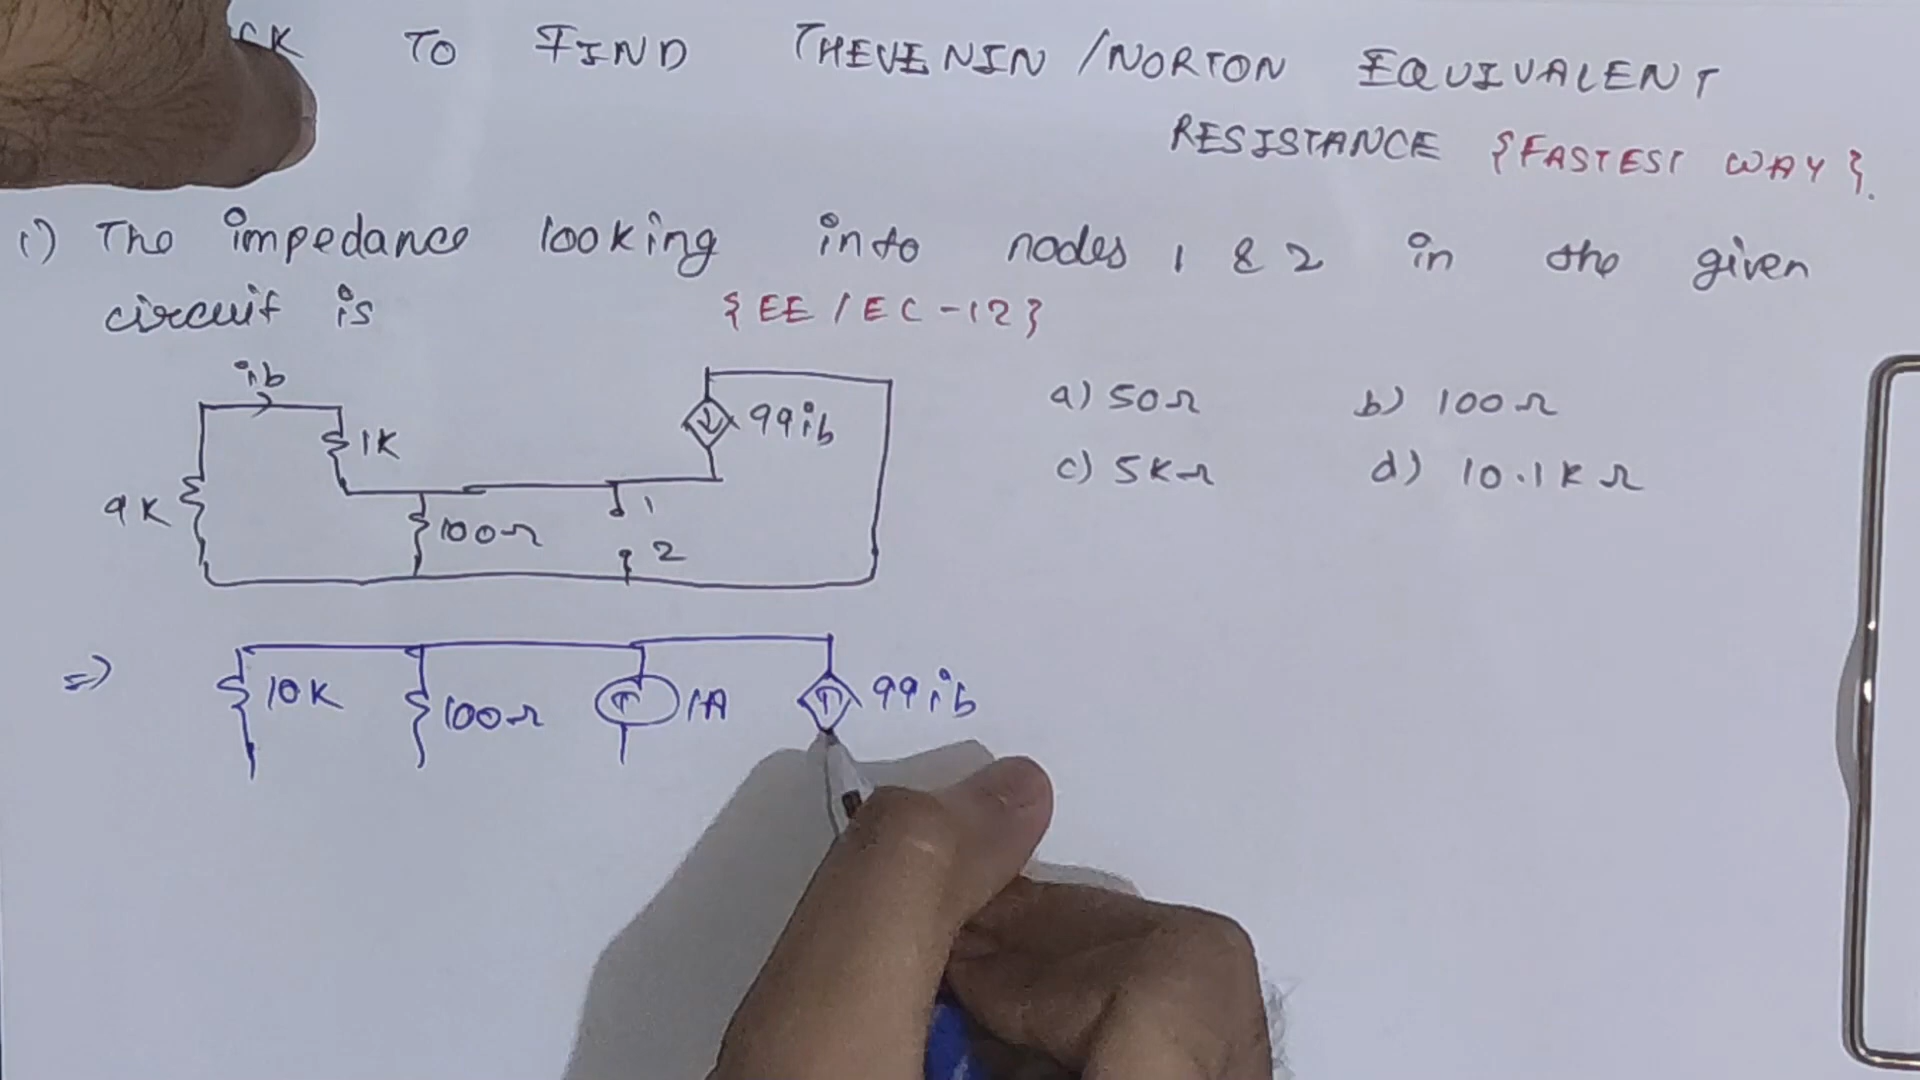 TO FIND THEVENIN/NORTON EQUIVALENT
RESISTANCE {FASTEST WAY}.
1) The impedance looking into nodes 1 & 2 in the given
circuit is {EE/EC-12}
ib
1K
9K
100Ω
1
2
99ib
a) 50Ω b) 100Ω
c) 5KΩ d) 10.1KΩ
⇒ 10K 100Ω 1A 99ib